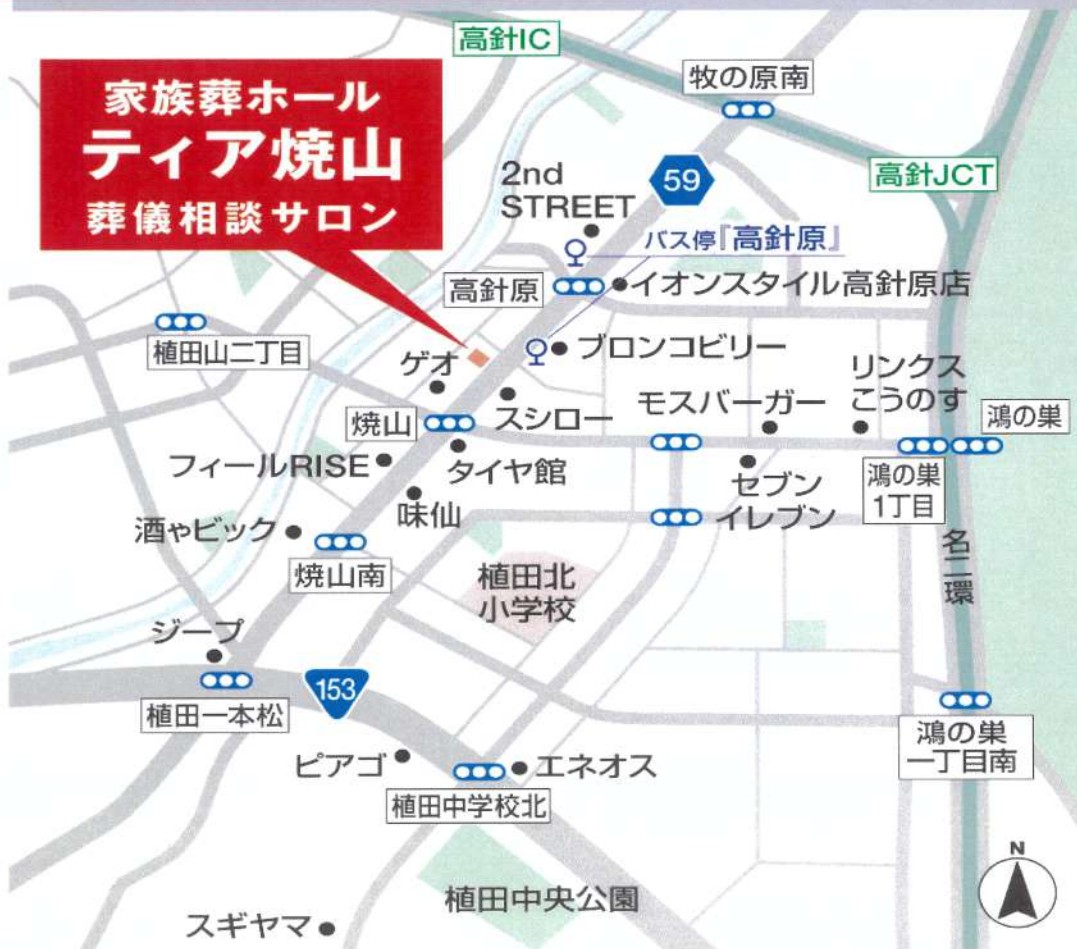 高針IC
牧の原南
家族葬ホール
ティア焼山
葬儀相談サロン
2nd
STREET
59
高針JCT
バス停『高針原』
高針原
イオンスタイル高針原店
植田山二丁目
ゲオ
ブロンコビリー
リンクス
こうのす
モスバーガー
スシロー
焼山
鴻の巣
フィールRISE
タイヤ館
セブン
イレブン
鴻の巣
1丁目
味仙
酒やビック
焼山南
植田北
小学校
名二環
ジープ
153
植田一本松
鴻の巣
一丁目南
ピアゴ
エネオス
植田中学校北
N
植田中央公園
スギヤマ